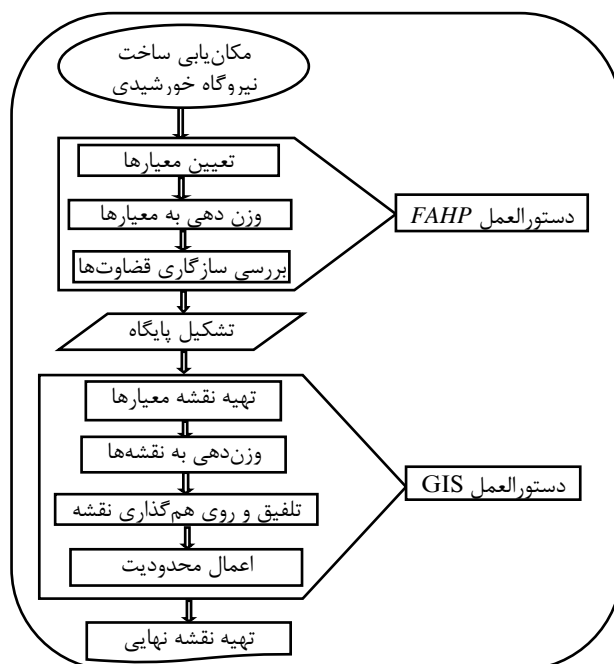 مکان‌یابی ساخت
نیروگاه خورشیدی
تعیین معیارها
وزن دهی به معیارها
بررسی سازگاری قضاوت‌ها
دستورالعمل FAHP
تشکیل پایگاه
تهیه نقشه معیارها
وزن‌دهی به نقشه‌ها
تلفیق و روی هم‌گذاری نقشه
اعمال محدودیت
دستورالعمل GIS
تهیه نقشه نهایی